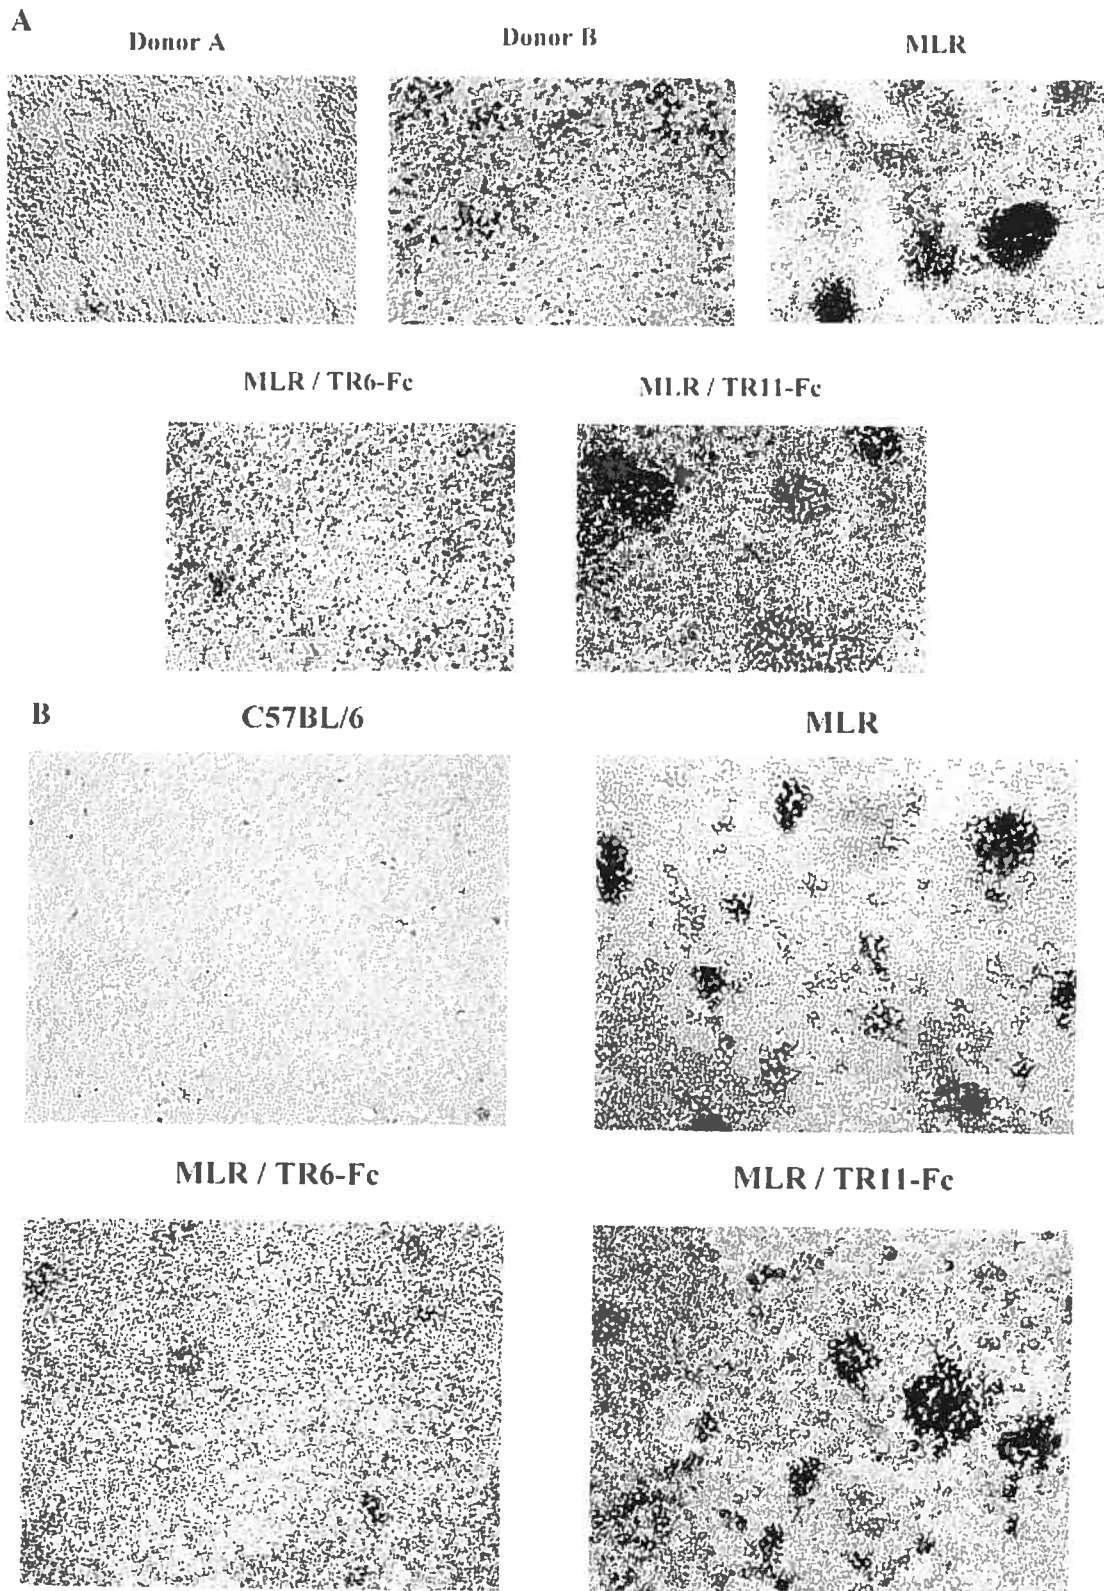 A
Donor A
Donor B
MLR
MLR / TR6-Fc
MLR / TR11-Fc
B
C57BL/6
MLR
MLR / TR6-Fc
MLR / TR11-Fc